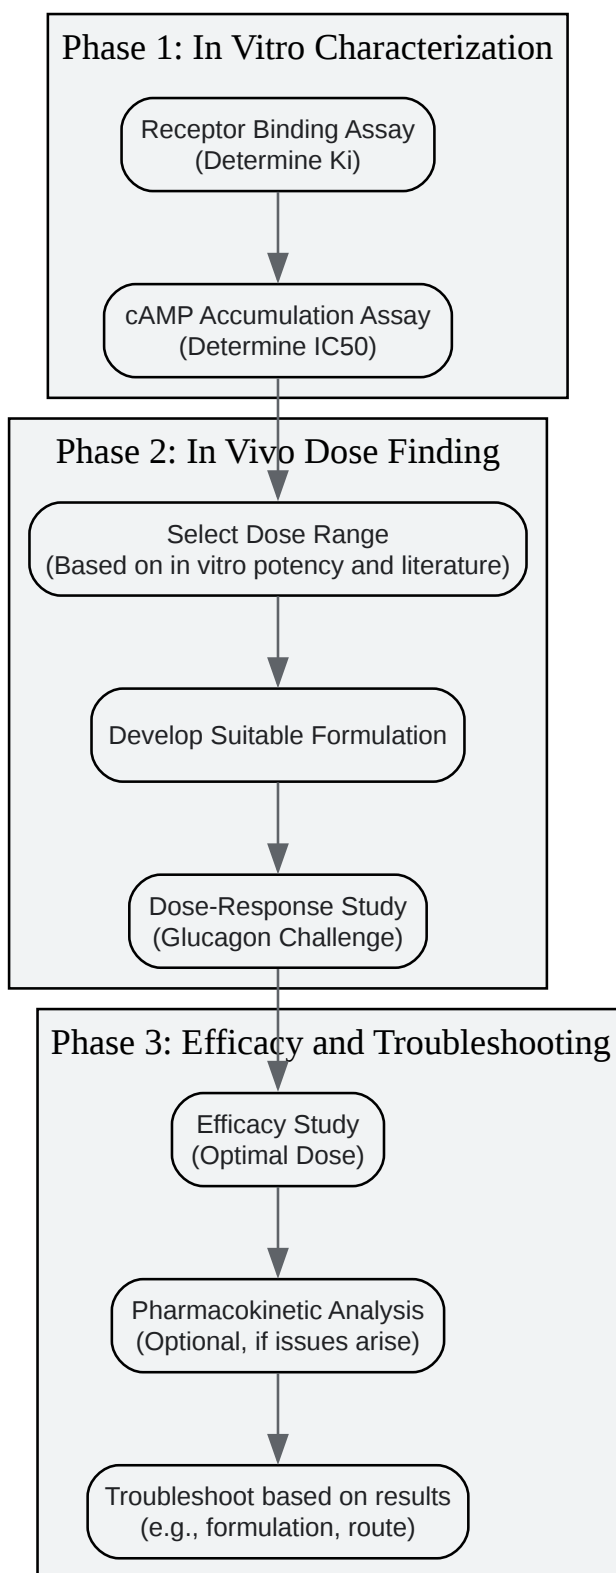 Phase 1: In Vitro Characterization
Receptor Binding Assay
(Determine Ki)
cAMP Accumulation Assay
(Determine IC50)
Phase 2: In Vivo Dose Finding
Select Dose Range
(Based on in vitro potency and literature)
Develop Suitable Formulation
Dose-Response Study
(Glucagon Challenge)
Phase 3: Efficacy and Troubleshooting
Efficacy Study
(Optimal Dose)
Pharmacokinetic Analysis
(Optional, if issues arise)
Troubleshoot based on results
(e.g., formulation, route)